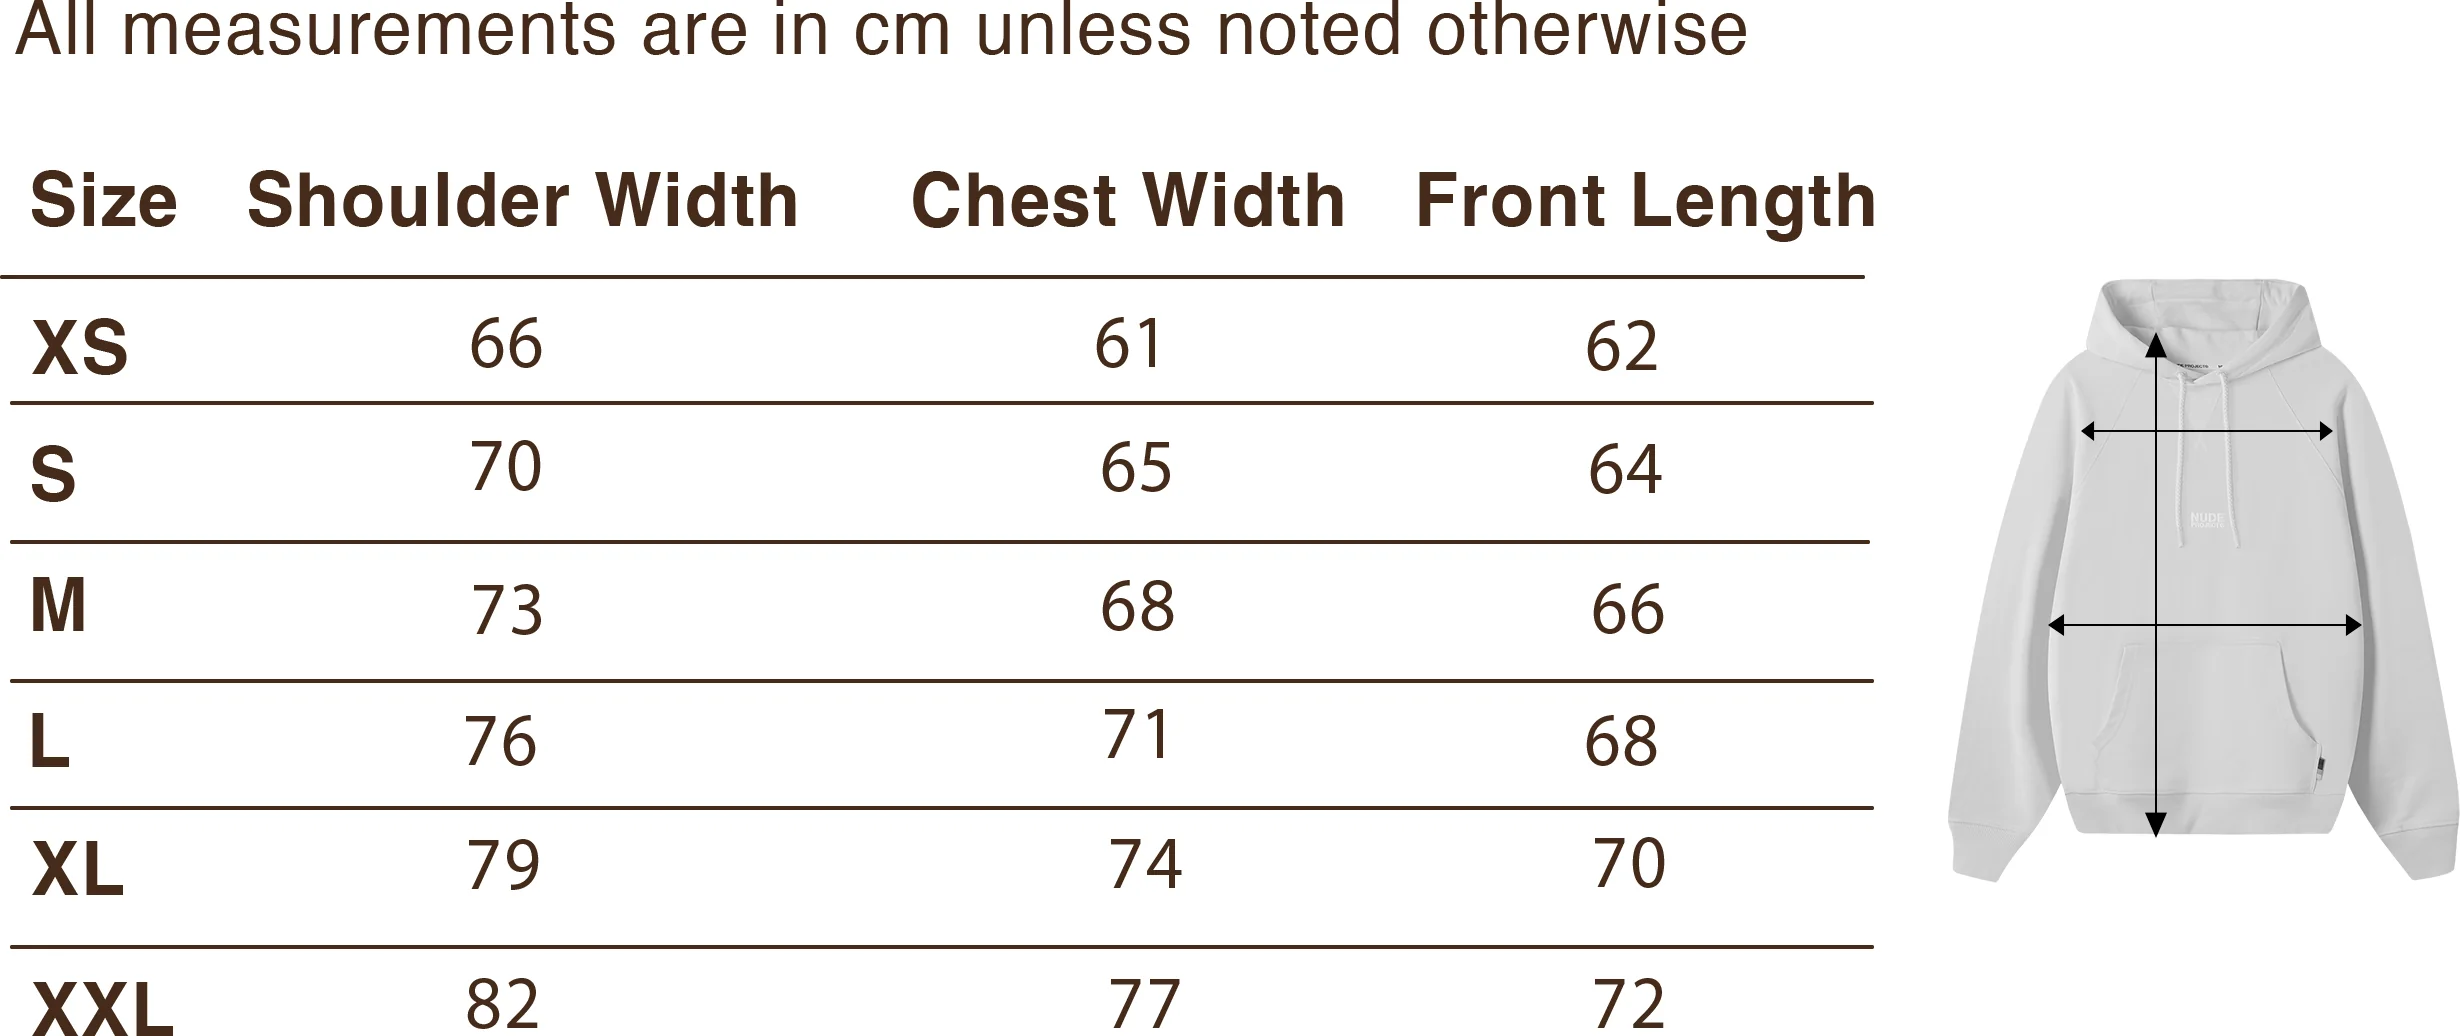 All measurements are in cm unless noted otherwise
Size Shoulder Width Chest Width Front Length
XS 66 61 62
S 70 65 64
M 73 68 66
L 76 71 68
XL 79 74 70
XXL 82 77 72
NUDE